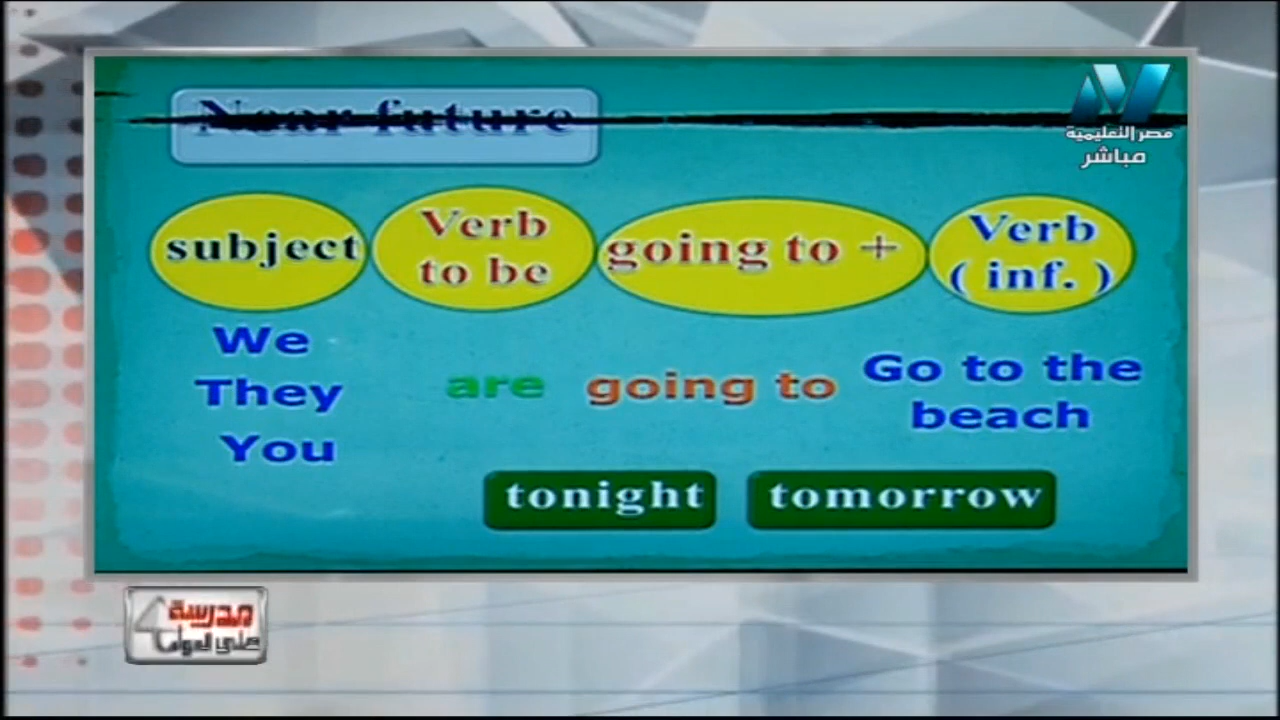 Near future
مصر التعليمية
مباشر
subject
Verb
to be
going to +
Verb
( inf. )
We
They
You
are
going to
Go to the
beach
tonight
tomorrow
مدرسة
على الهواء